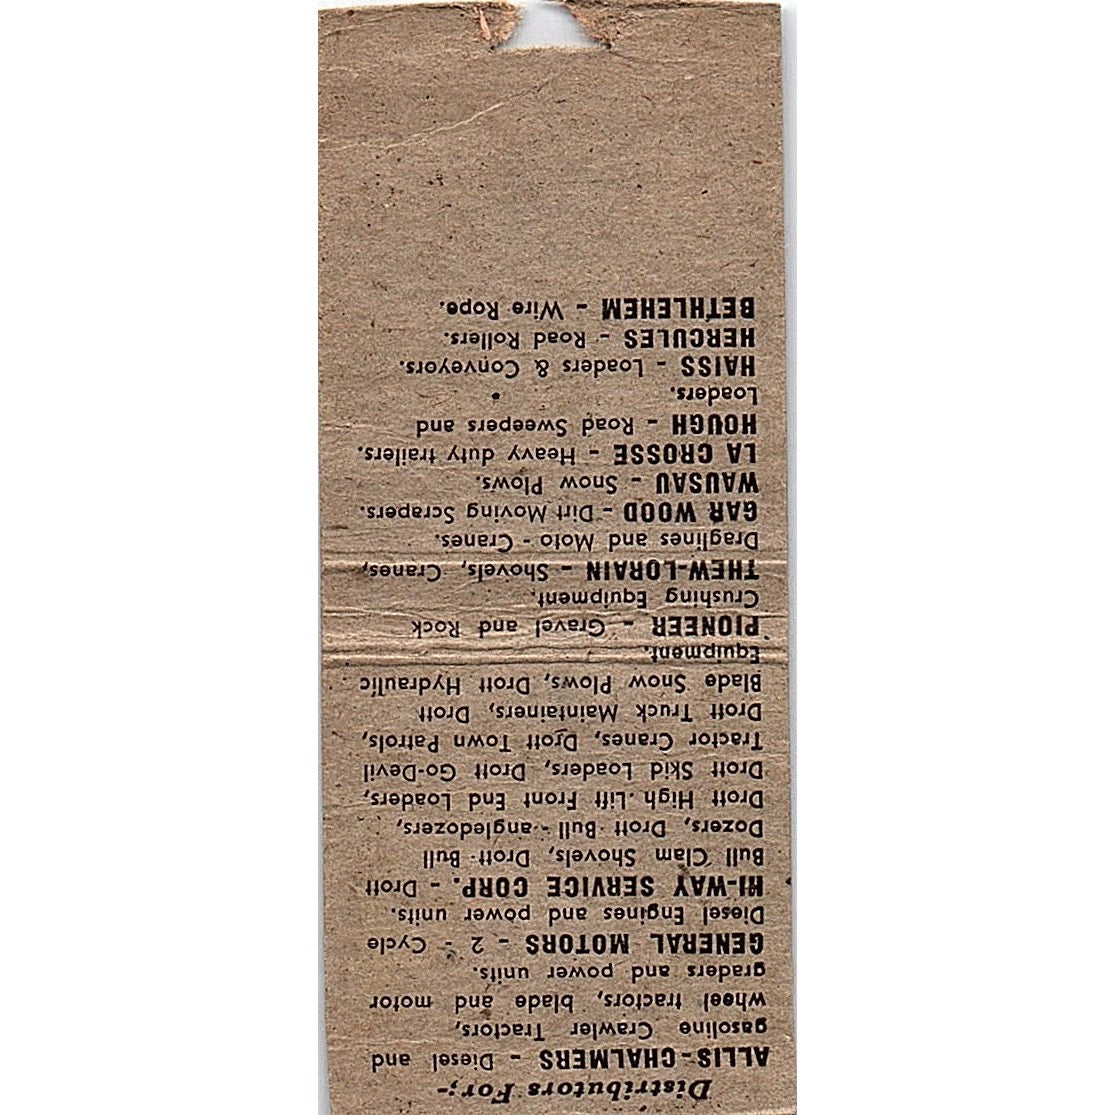 Distributors For;-
ALLIS-CHALMERS - Diesel and
gasoline Crawler Tractors,
wheel tractors, blade and motor
graders and power units.
GENERAL MOTORS - 2 - Cycle
Diesel Engines and power units.
HI-WAY SERVICE CORP. - Drott
Bull Clam Shovels, Drott Bull
Dozers, Drott Bull - angledozers,
Drott High Lift Front End Loaders,
Drott Skid Loaders, Drott Go-Devil
Tractor Cranes, Drott Town Patrols,
Drott Truck Maintainers, Drott
Blade Snow Plows, Drott Hydraulic
Equipment.
PIONEER - Gravel and Rock
Crushing Equipment.
THEW-LORAIN - Shovels, Cranes,
Draglines and Moto - Cranes.
GAR WOOD - Dirt Moving Scrapers.
WAUSAU - Snow Plows.
LA CROSSE - Heavy duty trailers.
HOUGH - Road Sweepers and
Loaders.
HAISS - Loaders & Conveyors.
HERCULES - Road Rollers.
BETHLEHEM - Wire Rope.